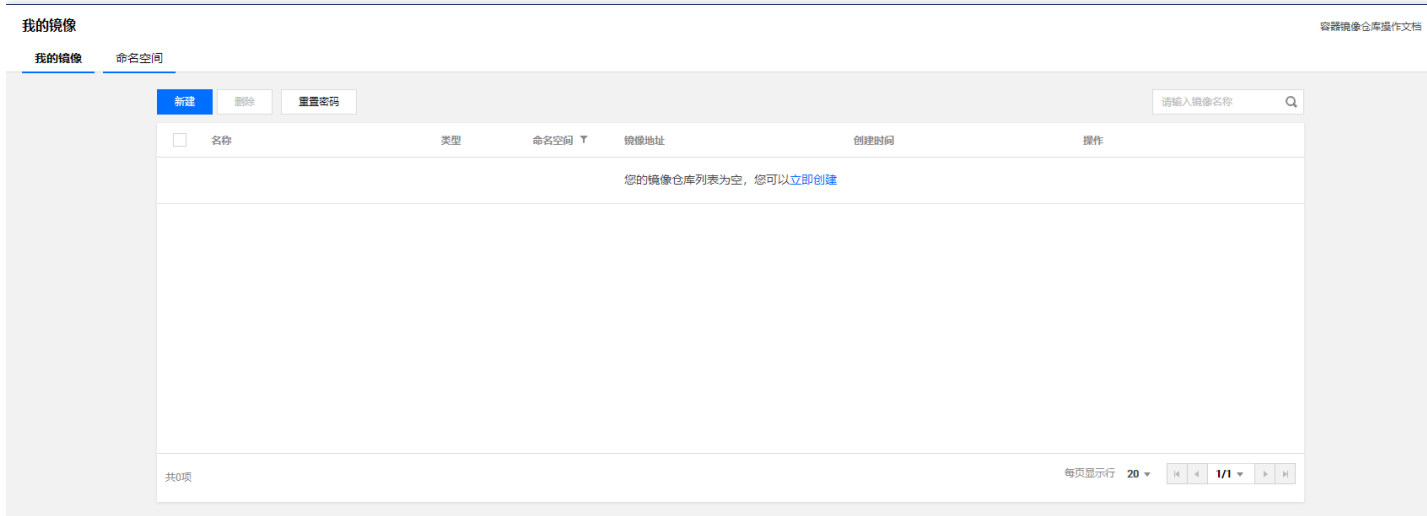 我的镜像
容器镜像仓库操作文档
我的镜像 命名空间
新建 删除 重置密码 请输入镜像名称
名称 类型 命名空间 镜像地址 创建时间 操作
您的镜像仓库列表为空，您可以立即创建
共0项 每页显示行 20 1/1